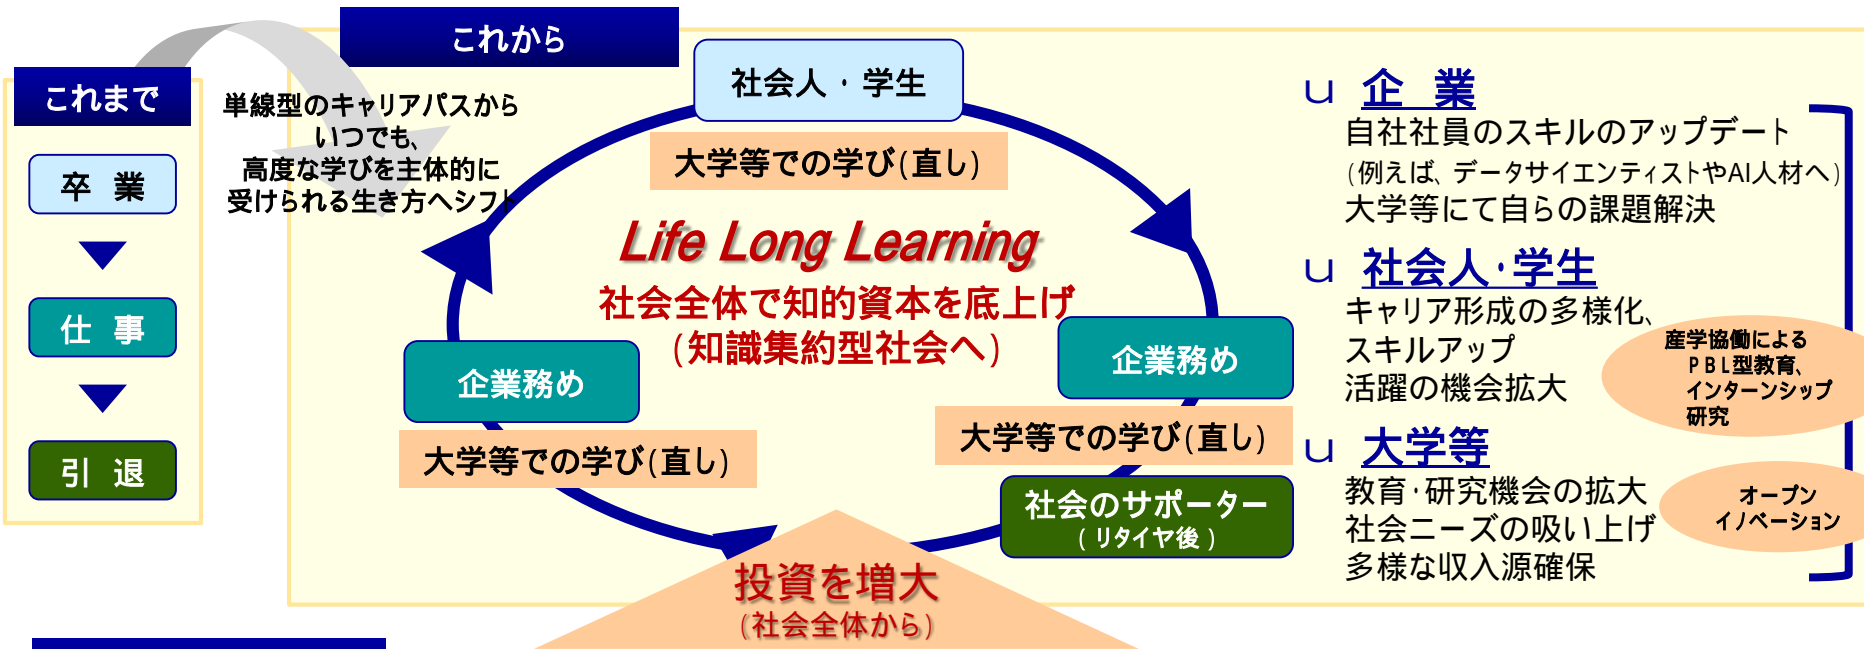 これまで
卒 業
仕 事
引 退
単線型のキャリアパスから
いつでも、
高度な学びを主体的に
受けられる生き方へシフト
これから
社会人・学生
大学等での学び(直し)
Life Long Learning
社会全体で知的資本を底上げ
(知識集約型社会へ)
企業務め
企業務め
大学等での学び(直し)
大学等での学び(直し)
社会のサポーター
(リタイヤ後)
投資を増大
(社会全体から)
u 企 業
自社社員のスキルのアップデート
(例えば、データサイエンティストやAI人材へ)
大学等にて自らの課題解決
u 社会人・学生
キャリア形成の多様化、
スキルアップ
活躍の機会拡大
u 大学等
教育・研究機会の拡大
社会ニーズの吸い上げ
多様な収入源確保
産学協働による
PBL型教育、
インターンシップ
研究
オープン
イノベーション